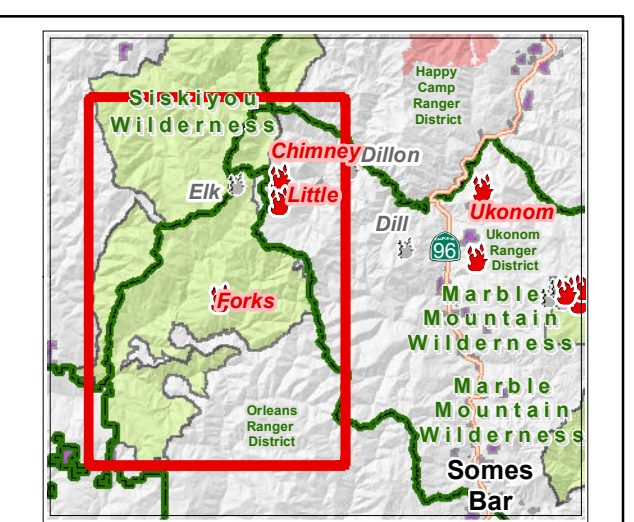 Happy
Camp
Ranger
District
Siskiyou
Wilderness
Chimney
Dillon
Elk
Little
Dill
Ukonom
CALIFORNIA
96
Ukonom
Ranger
District
Forks
Marble
Mountain
Wilderness
Marble
Mountain
Wilderness
Orleans
Ranger
District
Somes
Bar